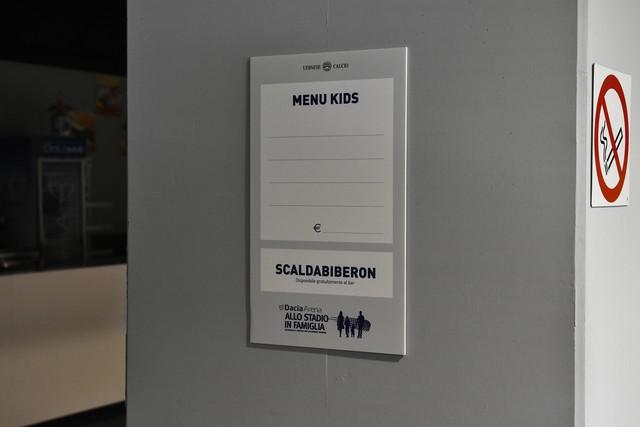 UDINESE CALCIO
MENU KIDS
€
SCALDABIBERON
Disponibile gratuitamente al bar
Dacia Arena
ALLO STADIO
IN FAMIGLIA